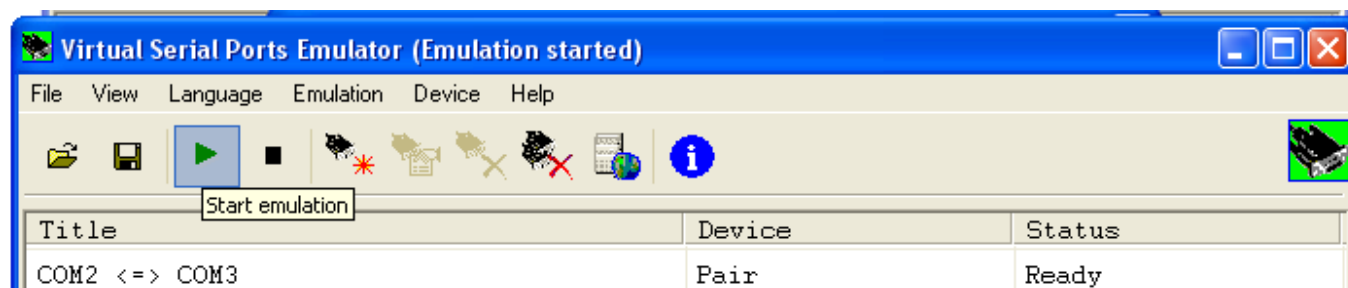 Virtual Serial Ports Emulator (Emulation started)
File View Language Emulation Device Help
Start emulation
Title Device Status
COM2 <=> COM3 Pair Ready